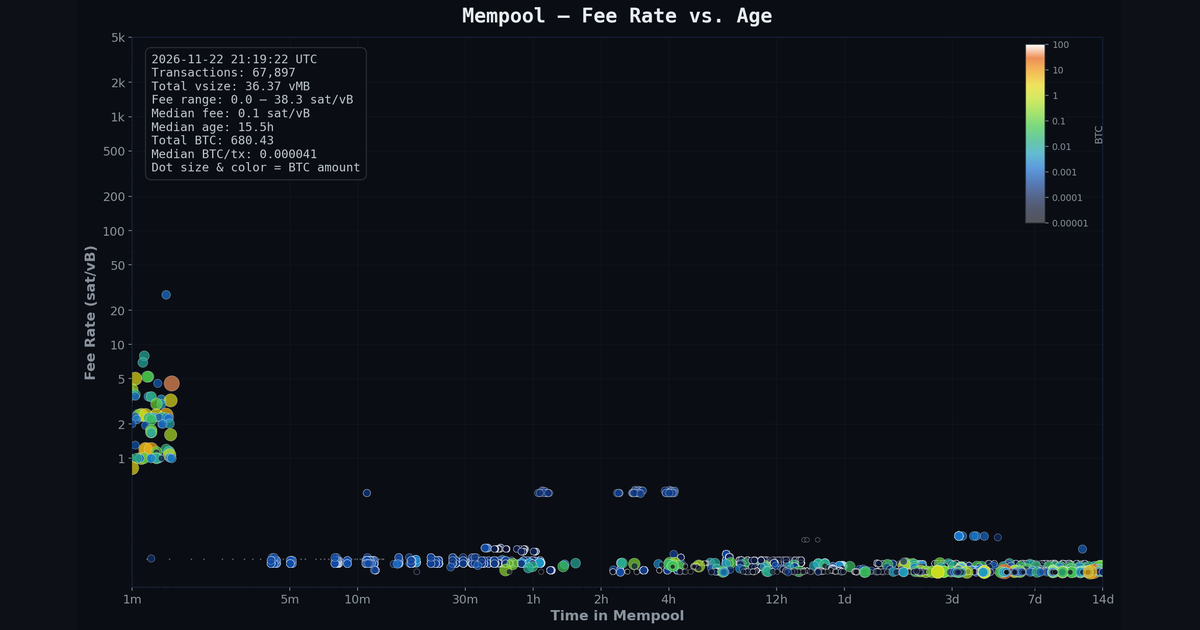 Mempool — Fee Rate vs. Age
2026-11-22 21:19:22 UTC
Transactions: 67,897
Total vsize: 36.37 vMB
Fee range: 0.0 — 38.3 sat/vB
Median fee: 0.1 sat/vB
Median age: 15.5h
Total BTC: 680.43
Median BTC/tx: 0.000041
Dot size & color = BTC amount
5k
2k
1k
500
200
100
50
20
10
5
2
1
Fee Rate (sat/vB)
100
10
1
0.1
0.01
0.001
0.0001
0.00001
BTC
1m 5m 10m 30m 1h 2h 4h 12h 1d 3d 7d 14d
Time in Mempool